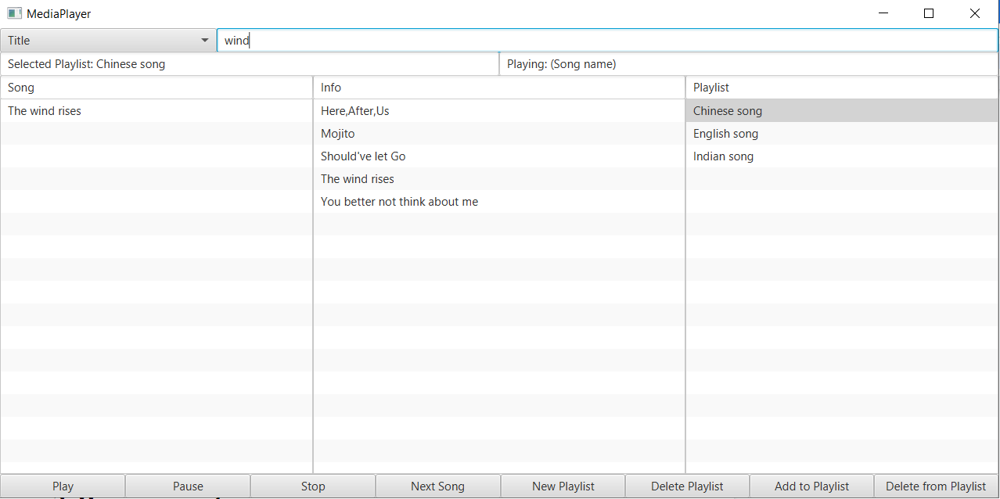 MediaPlayer
Title wind
Selected Playlist: Chinese song Playing: (Song name)
Song Info Playlist
The wind rises Here,After,Us Chinese song
Mojito English song
Should've let Go Indian song
The wind rises
You better not think about me
Play Pause Stop Next Song New Playlist Delete Playlist Add to Playlist Delete from Playlist